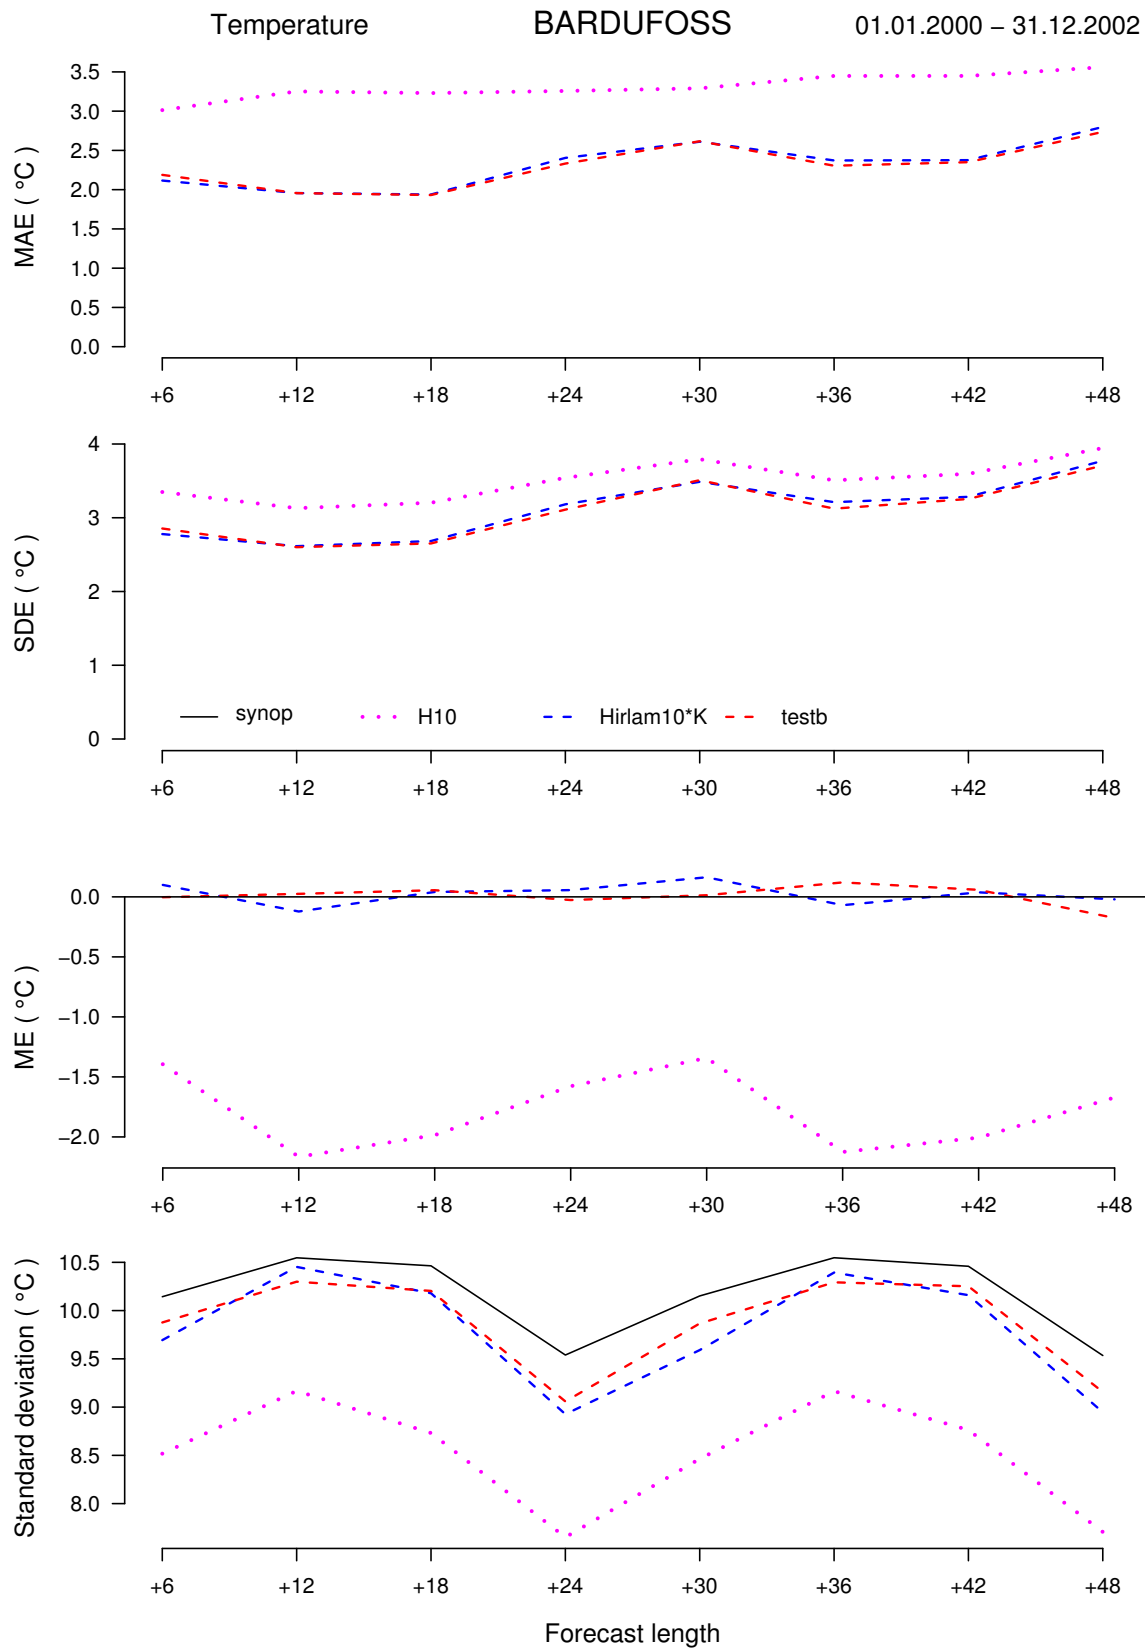 Temperature BARDUFOSS 01.01.2000 − 31.12.2002
MAE ( °C )
3.5
3.0
2.5
2.0
1.5
1.0
0.5
0.0
+6 +12 +18 +24 +30 +36 +42 +48
SDE ( °C )
4
3
2
1
0
synop H10 Hirlam10*K testb
+6 +12 +18 +24 +30 +36 +42 +48
ME ( °C )
0.0
−0.5
−1.0
−1.5
−2.0
+6 +12 +18 +24 +30 +36 +42 +48
Standard deviation ( °C )
10.5
10.0
9.5
9.0
8.5
8.0
+6 +12 +18 +24 +30 +36 +42 +48
Forecast length